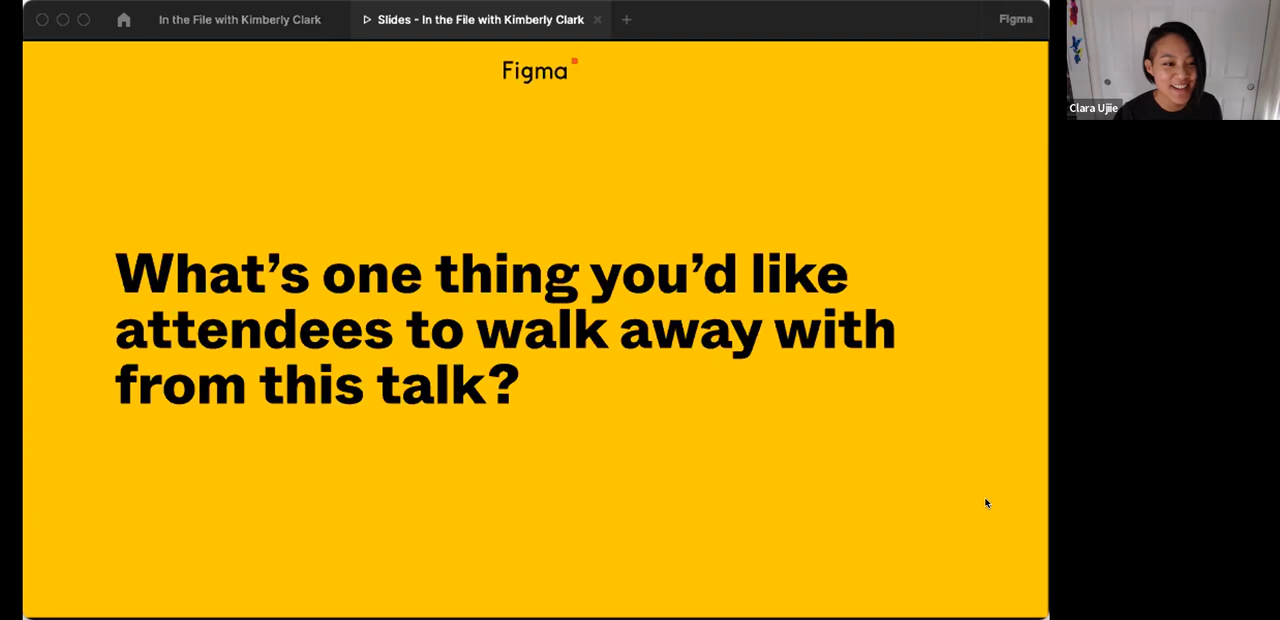 In the File with Kimberly Clark
Slides - In the File with Kimberly Clark
Figma
Figma
Clara Ujiie
What’s one thing you’d like
attendees to walk away with
from this talk?